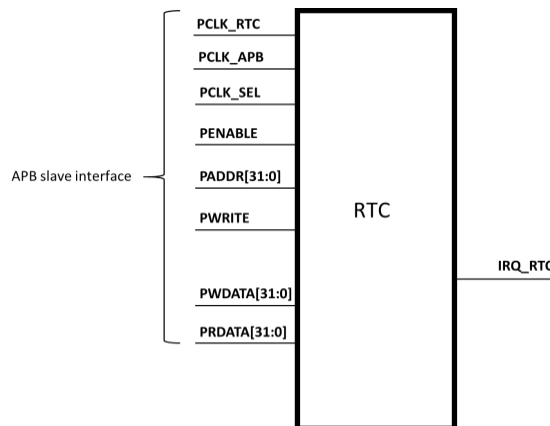 PCLK_RTC
PCLK_APB
PCLK_SEL
PENABLE
APB slave interface
PADDR[31:0]
RTC
PWRITE
IRQ_RTC
PWDATA[31:0]
PRDATA[31:0]